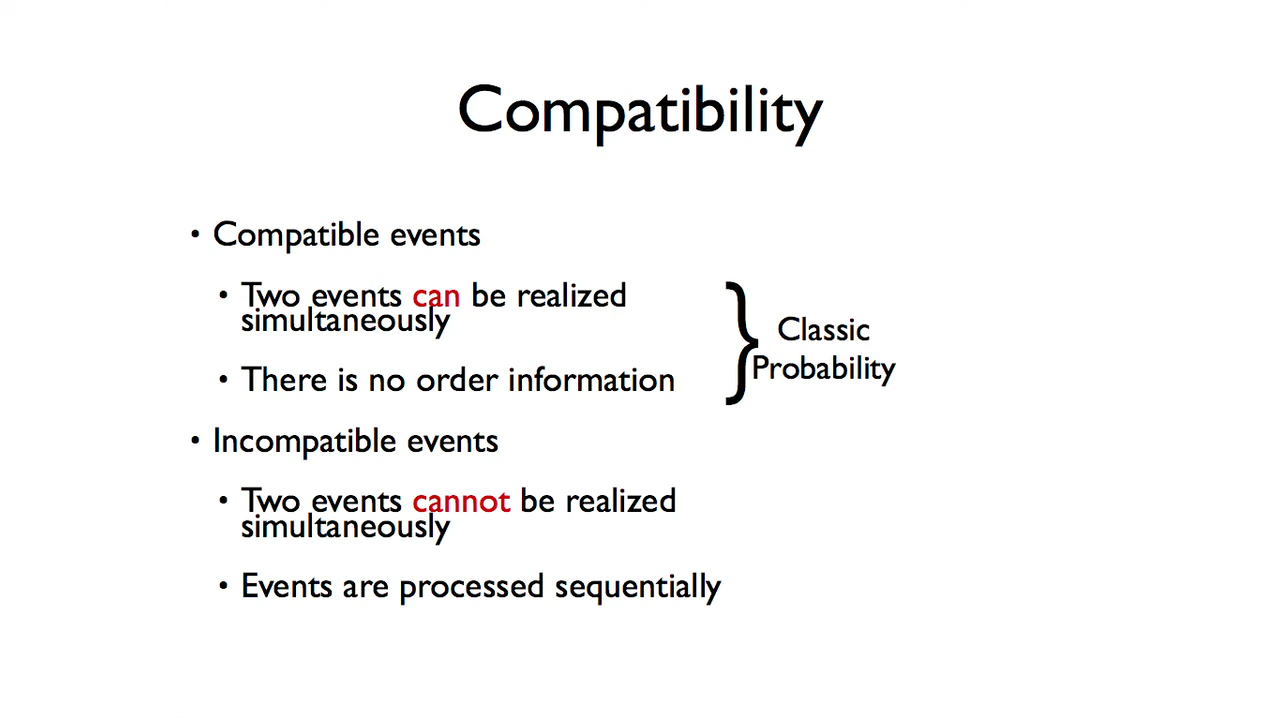 Compatibility
• Compatible events
• Two events can be realized
simultaneously
• There is no order information
Classic
Probability
• Incompatible events
• Two events cannot be realized
simultaneously
• Events are processed sequentially